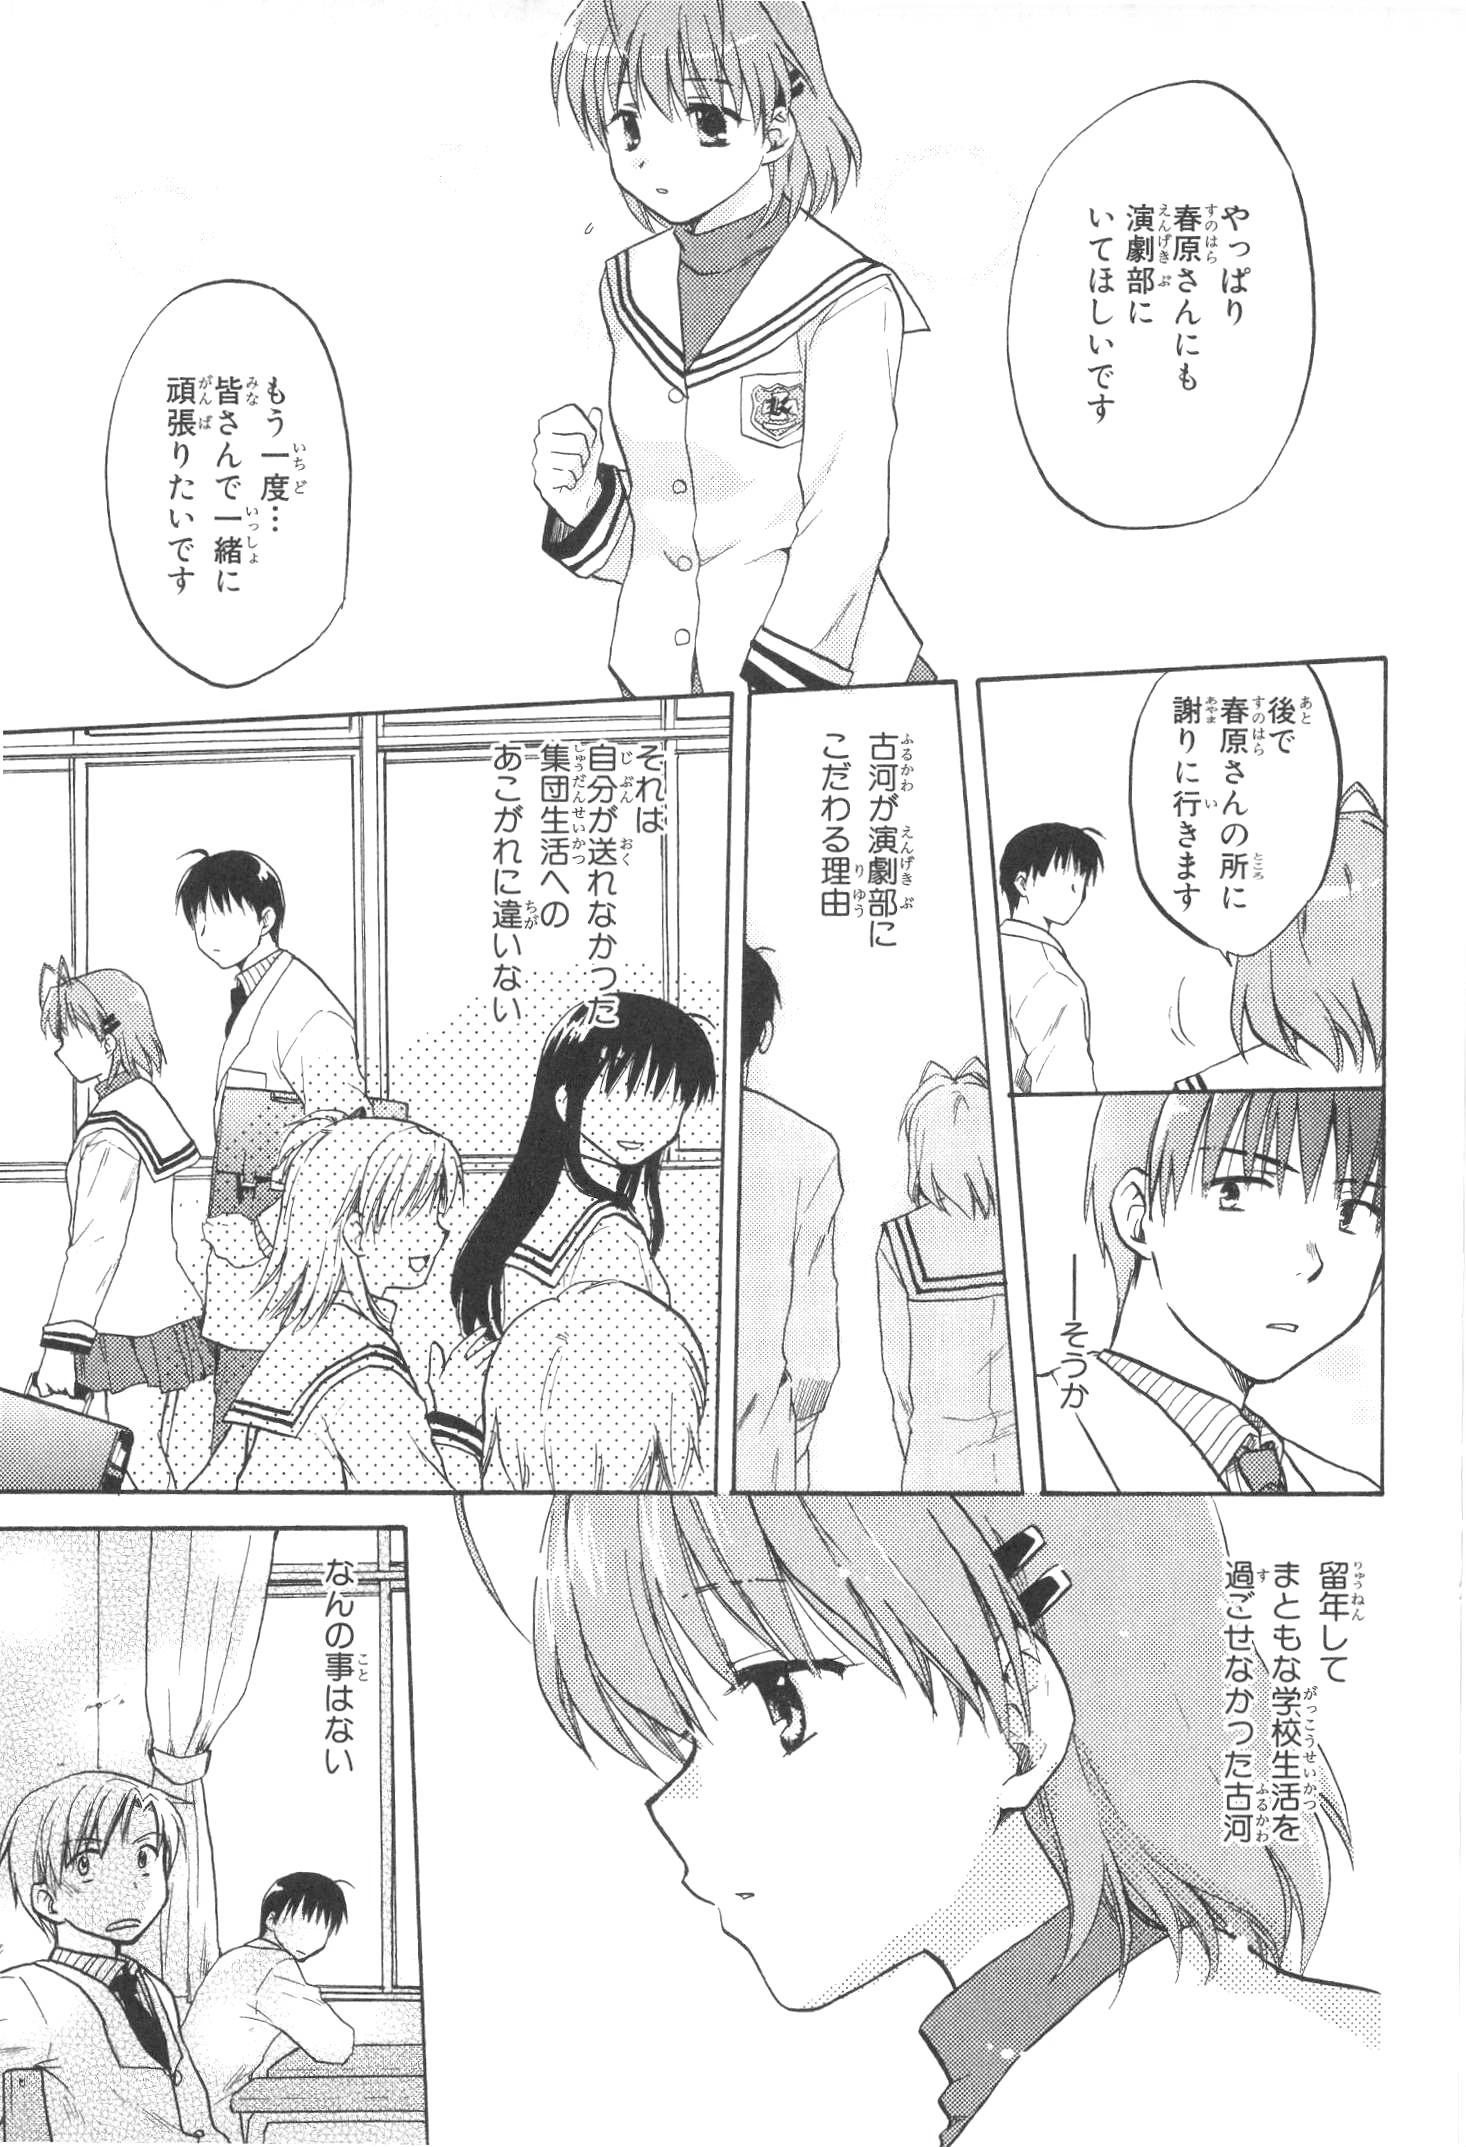 やっぱり
春原さんにも
演劇部に
いてほしいです
もう一度…
皆さんで一緒に
頑張りたいです
後で
春原さんの所に
謝りに行きます
――そうか
古河が演劇部に
こだわる理由
それは
自分が送れなかった
集団生活への
あこがれに違いない
留年して
まともな学校生活を
過ごせなかった古河
なんの事はない